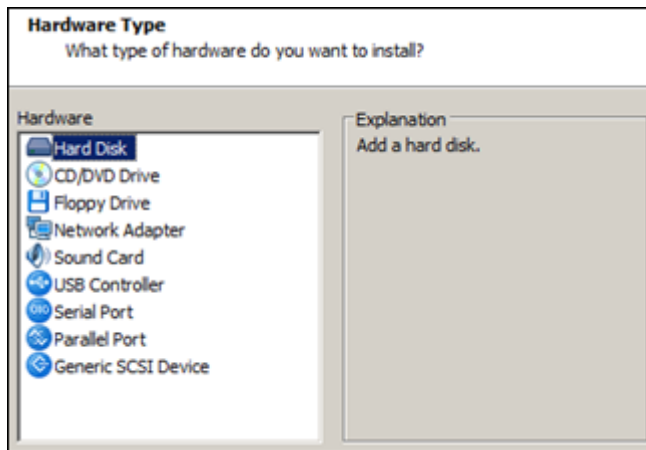 Hardware Type
What type of hardware do you want to install?
Hardware
Explanation
Hard Disk
Add a hard disk.
CD/DVD Drive
Floppy Drive
Network Adapter
Sound Card
USB Controller
Serial Port
Parallel Port
Generic SCSI Device